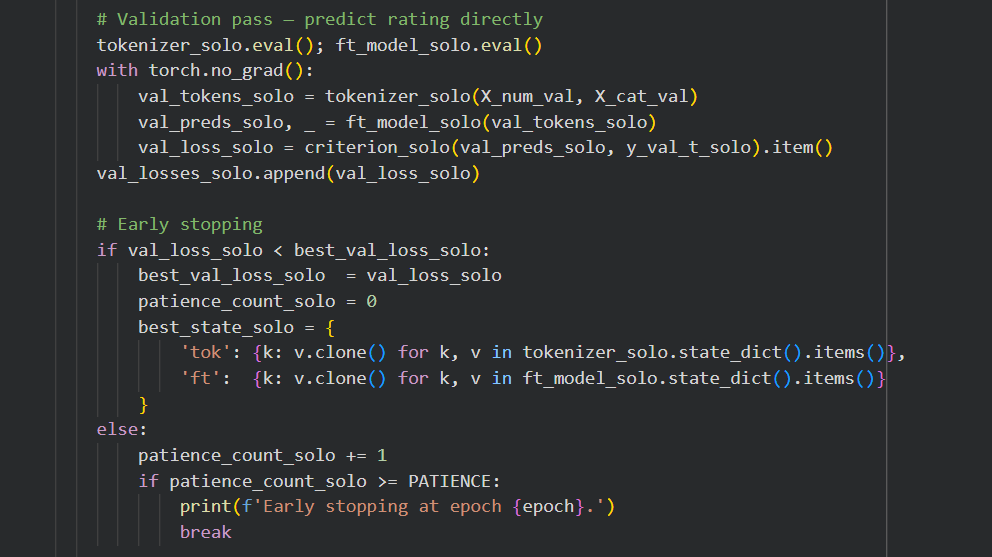 # Validation pass — predict rating directly
tokenizer_solo.eval(); ft_model_solo.eval()
with torch.no_grad():
    val_tokens_solo = tokenizer_solo(X_num_val, X_cat_val)
    val_preds_solo, _ = ft_model_solo(val_tokens_solo)
    val_loss_solo = criterion_solo(val_preds_solo, y_val_t_solo).item()
val_losses_solo.append(val_loss_solo)

# Early stopping
if val_loss_solo < best_val_loss_solo:
    best_val_loss_solo  = val_loss_solo
    patience_count_solo = 0
    best_state_solo = {
        'tok': {k: v.clone() for k, v in tokenizer_solo.state_dict().items()},
        'ft':  {k: v.clone() for k, v in ft_model_solo.state_dict().items()}
    }
else:
    patience_count_solo += 1
    if patience_count_solo >= PATIENCE:
        print(f'Early stopping at epoch {epoch}.')
        break